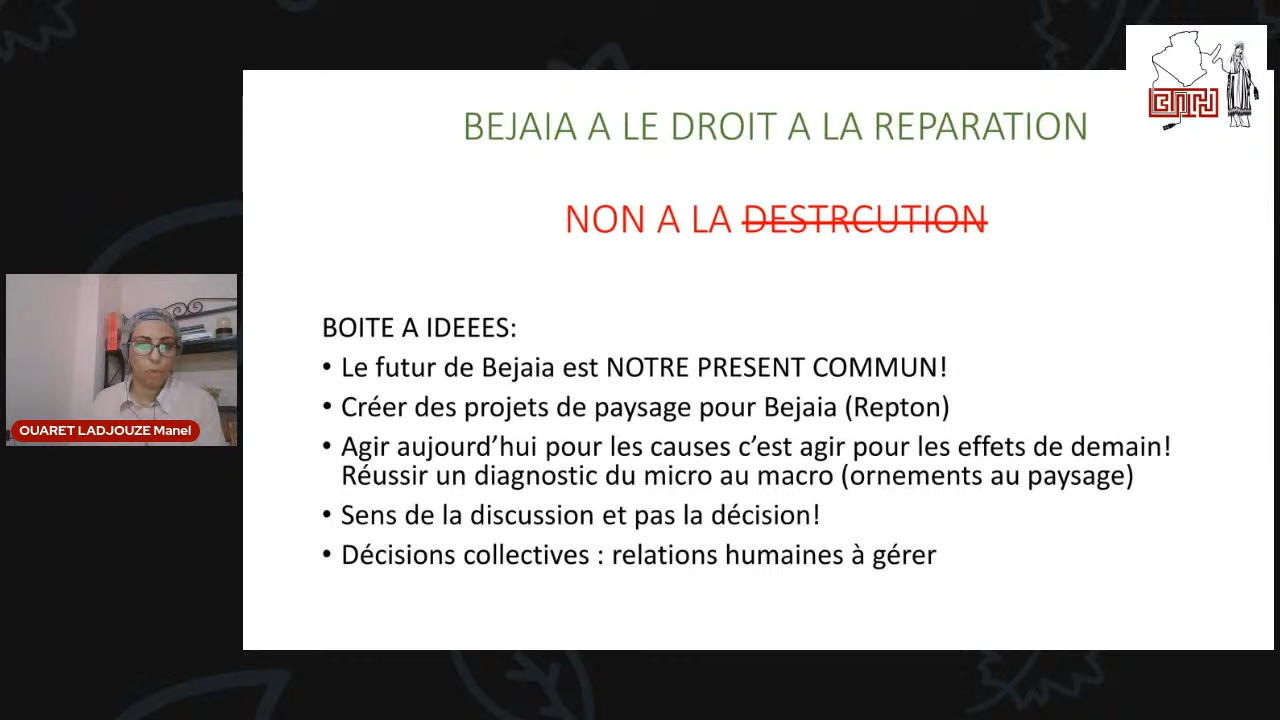 BEJAIA A LE DROIT A LA REPARATION
NON A LA DESTRCUTION
BOITE A IDEEES:
• Le futur de Bejaia est NOTRE PRESENT COMMUN!
• Créer des projets de paysage pour Bejaia (Repton)
• Agir aujourd’hui pour les causes c’est agir pour les effets de demain!
Réussir un diagnostic du micro au macro (ornements au paysage)
• Sens de la discussion et pas la décision!
• Décisions collectives : relations humaines à gérer
OUARET LADJOUZE Manel